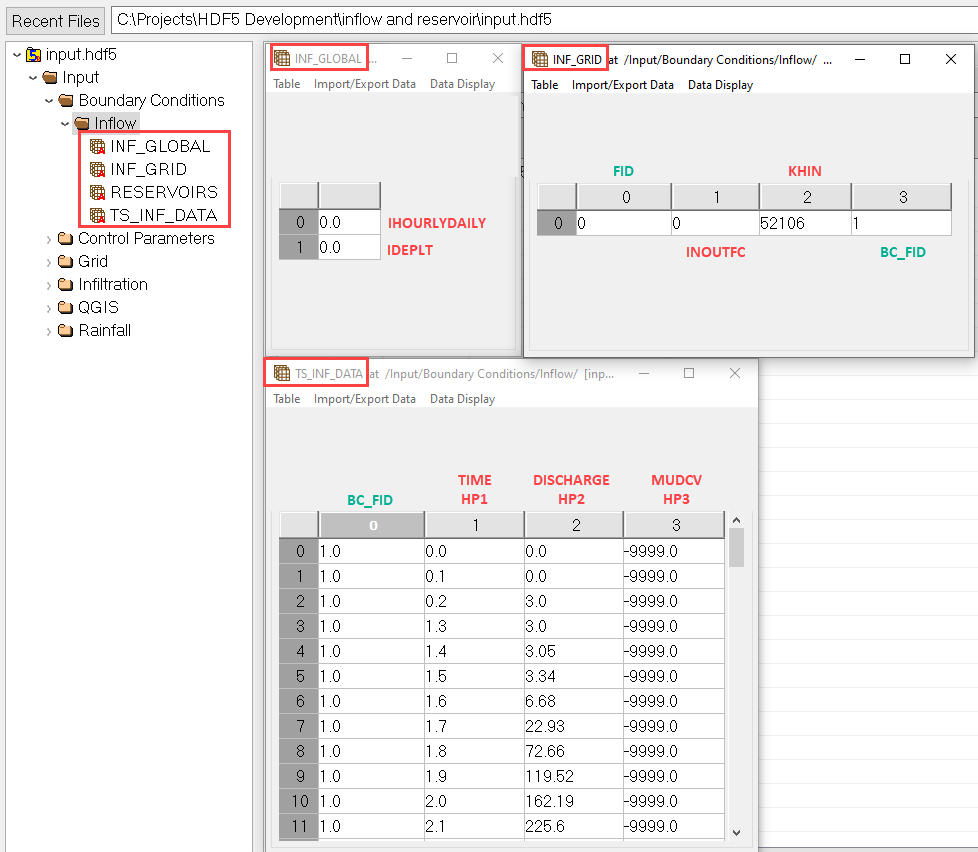 Recent Files
C:\Projects\HDF5 Development\inflow and reservoir\input.hdf5
input.hdf5
Input
Boundary Conditions
Inflow
INF_GLOBAL
INF_GRID
RESERVOIRS
TS_INF_DATA
Control Parameters
Grid
Infiltration
QGIS
Rainfall
INF_GLOBAL ...
Table Import/Export Data Data Display
0 0.0 IHOURLYDAILY
1 0.0 IDEPLT
INF_GRID at /Input/Boundary Conditions/Inflow/ ...
Table Import/Export Data Data Display
FID KHIN
0 1 2 3
0 0 0 52106 1
INOUTFC BC_FID
TS_INF_DATA at /Input/Boundary Conditions/Inflow/ [inp...
Table Import/Export Data Data Display
TIME DISCHARGE MUDCV
BC_FID HP1 HP2 HP3
0 1 2 3
0 1.0 0.0 0.0 -9999.0
1 1.0 0.1 0.0 -9999.0
2 1.0 0.2 3.0 -9999.0
3 1.0 1.3 3.0 -9999.0
4 1.0 1.4 3.05 -9999.0
5 1.0 1.5 3.34 -9999.0
6 1.0 1.6 6.68 -9999.0
7 1.0 1.7 22.93 -9999.0
8 1.0 1.8 72.66 -9999.0
9 1.0 1.9 119.52 -9999.0
10 1.0 2.0 162.19 -9999.0
11 1.0 2.1 225.6 -9999.0